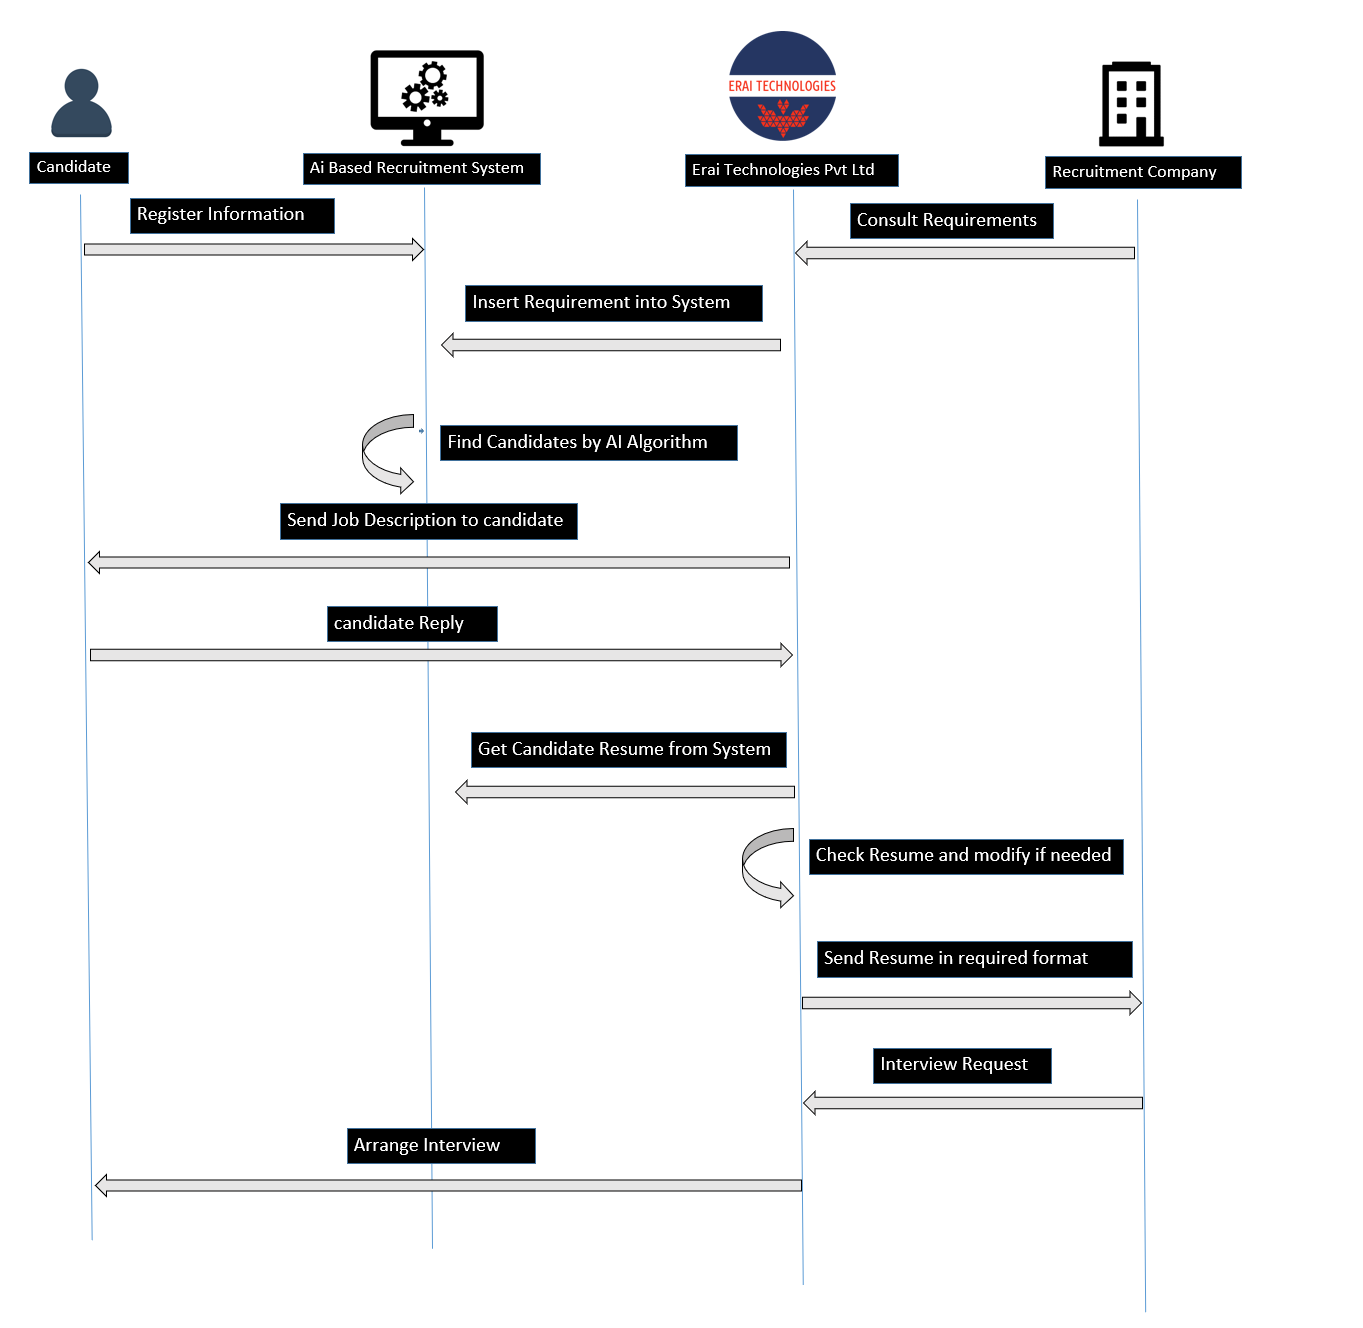 ERAI TECHNOLOGIES
Candidate
Ai Based Recruitment System
Erai Technologies Pvt Ltd
Recruitment Company
Register Information
Consult Requirements
Insert Requirement into System
Find Candidates by AI Algorithm
Send Job Description to candidate
candidate Reply
Get Candidate Resume from System
Check Resume and modify if needed
Send Resume in required format
Interview Request
Arrange Interview